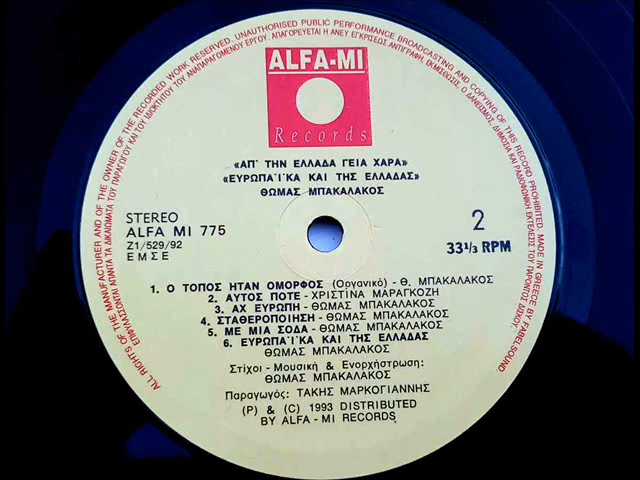 ALL RIGHTS OF THE MANUFACTURER AND OF THE OWNER OF THE RECORDED WORK RESERVED. UNAUTHORISED PUBLIC PERFORMANCE BROADCASTING AND COPYING OF THIS RECORD PROHIBITED. MADE IN GREECE BY FABELSOUND
ALFA-MI
Records
«ΑΠ' ΤΗΝ ΕΛΛΑΔΑ ΓΕΙΑ ΧΑΡΑ»
«ΕΥΡΩΠΑ'Ι'ΚΑ ΚΑΙ ΤΗΣ ΕΛΛΑΔΑΣ»
ΘΩΜΑΣ ΜΠΑΚΑΛΑΚΟΣ
STEREO
ALFA MI 775
Z1/529/92
ΕΜΣΕ
2
33 1/3 RPM
1. Ο ΤΟΠΟΣ ΗΤΑΝ ΟΜΟΡΦΟΣ (Οργανικό) - Θ. ΜΠΑΚΑΛΑΚΟΣ
2. ΑΥΤΟΣ ΠΟΤΕ - ΧΡΙΣΤΙΝΑ ΜΑΡΑΓΚΟΖΗ
3. ΑΧ ΕΥΡΩΠΗ - ΘΩΜΑΣ ΜΠΑΚΑΛΑΚΟΣ
4. ΣΤΑΘΕΡΟΠΟΙΗΣΗ - ΘΩΜΑΣ ΜΠΑΚΑΛΑΚΟΣ
5. ΜΕ ΜΙΑ ΣΟΔΑ - ΘΩΜΑΣ ΜΠΑΚΑΛΑΚΟΣ
6. ΕΥΡΩΠΑ'Ι'ΚΑ ΚΑΙ ΤΗΣ ΕΛΛΑΔΑΣ
ΘΩΜΑΣ ΜΠΑΚΑΛΑΚΟΣ
Στίχοι - Μουσική & Ενορχήστρωση:
ΘΩΜΑΣ ΜΠΑΚΑΛΑΚΟΣ
Παραγωγός: ΤΑΚΗΣ ΜΑΡΚΟΓΙΑΝΝΗΣ
(P) & (C) 1993 DISTRIBUTED
BY ALFA - MI RECORDS